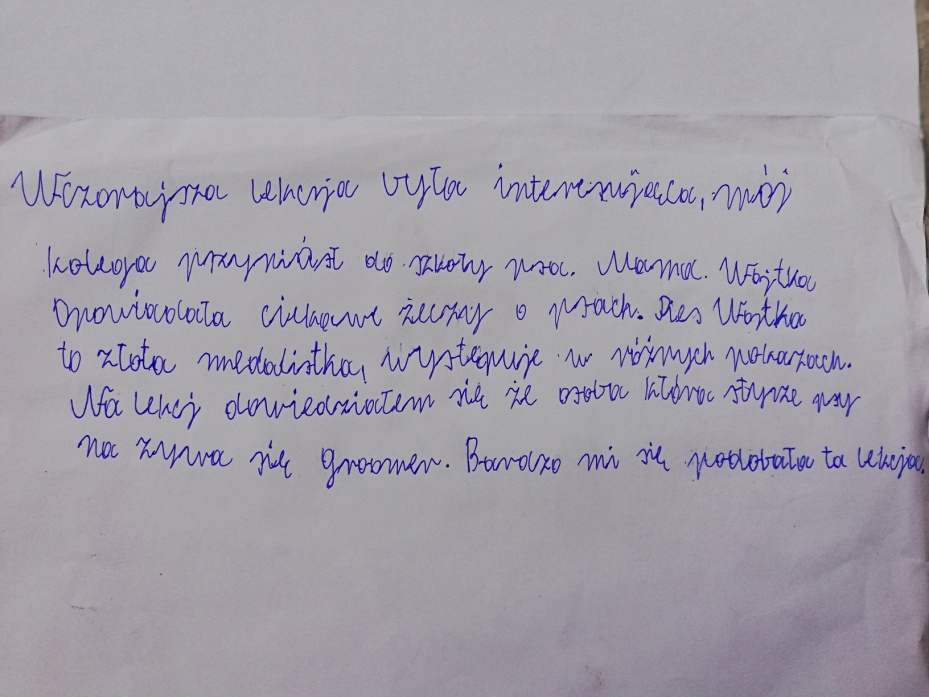 Wczorajsza lekcja była interesująca, mój
kolega przyniósł do szkoły psa. Mama. Wojtka
Opowiadała ciekawe żeczy o psach. Pies Wojtka
to złota medalistka, występuje w różnych pokazach.
Na lekcj dowiedziałem się że osoba która stryże psy
na zywa się groomer. Bardzo mi się podobała ta lekcja.